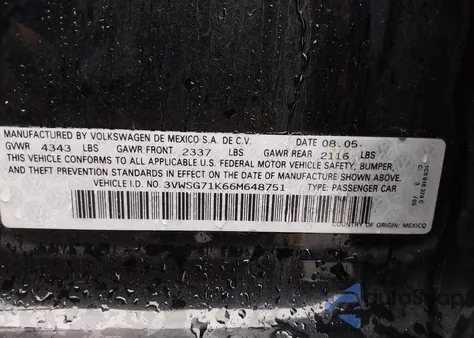 MANUFACTURED BY VOLKSWAGEN DE MEXICO S.A. DE C.V. DATE 08.05
GVWR 4343 LBS GAWR FRONT 2337 LBS GAWR REAR 2116 LBS
THIS VEHICLE CONFORMS TO ALL APPLICABLE U.S. FEDERAL MOTOR VEHICLE SAFETY, BUMPER,
AND THEFT PREVENTION STANDARDS IN EFFECT ON THE DATE OF MANUFACTURE SHOWN ABOVE.
VEHICLE I.D. NO. 3VWSG71K66M648751 TYPE: PASSENGER CAR
COUNTRY OF ORIGIN: MEXICO
autosnap